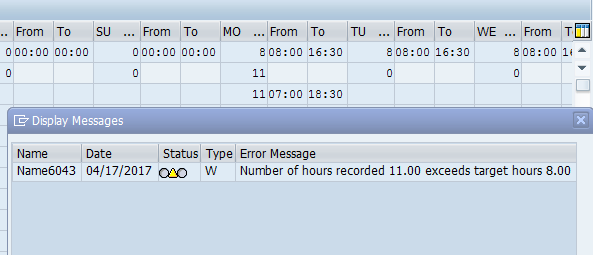 .. From To SU ... From To MO ... From To TU ... From To WE ... From T
0 00:00 00:00 0 00:00 00:00 8 08:00 16:30 8 08:00 16:30 8 08:00 16
0 0 11 0 0
11 07:00 18:30
Display Messages
Name Date Status Type Error Message
Name6043 04/17/2017 W Number of hours recorded 11.00 exceeds target hours 8.00